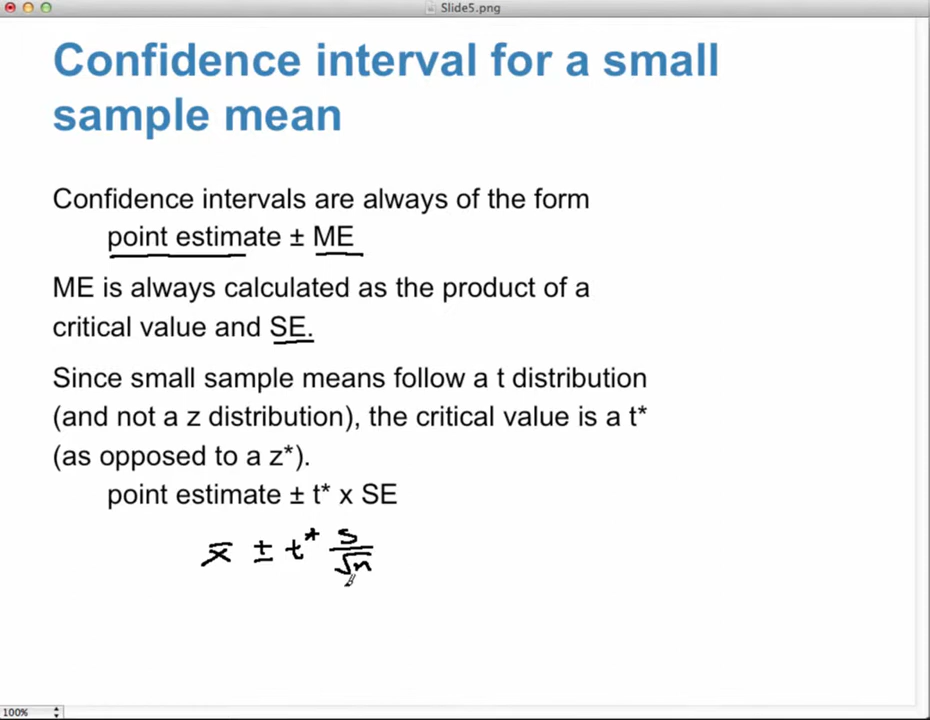 Slide5.png
Confidence interval for a small
sample mean
Confidence intervals are always of the form
point estimate ± ME
ME is always calculated as the product of a
critical value and SE.
Since small sample means follow a t distribution
(and not a z distribution), the critical value is a t*
(as opposed to a z*).
point estimate ± t* x SE
x̄ ± t* s/√n
100%